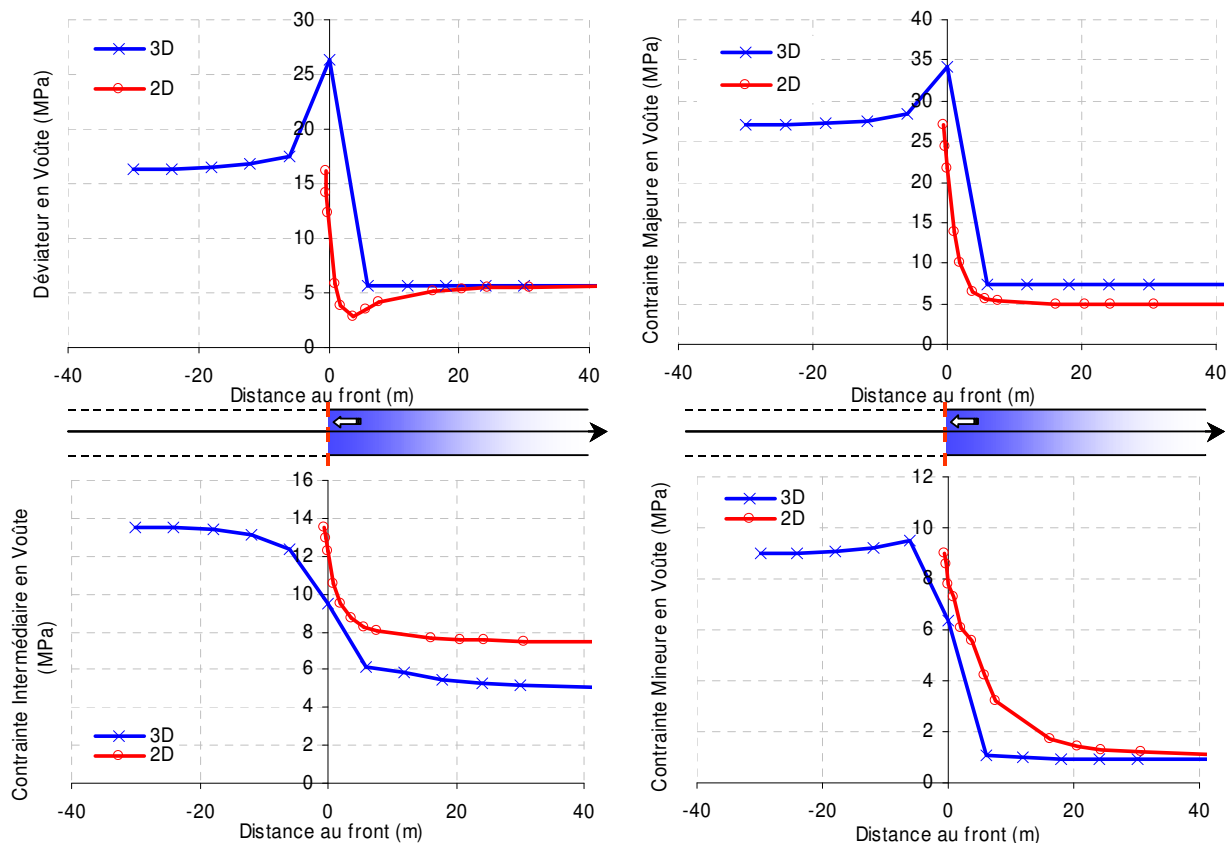 Déviateur en Voûte (MPa)
30
25
20
15
10
5
0
3D
2D
-40 -20 0 20 40
Distance au front (m)
Contrainte Majeure en Voûte (MPa)
40
35
30
25
20
15
10
5
0
3D
2D
-40 -20 0 20 40
Distance au front (m)
Contrainte Intermédiaire en Voûte
(MPa)
16
14
12
10
8
6
4
2
0
3D
2D
-40 -20 0 20 40
Distance au front (m)
Contrainte Mineure en Voûte (MPa)
12
10
8
6
4
2
0
3D
2D
-40 -20 0 20 40
Distance au front (m)